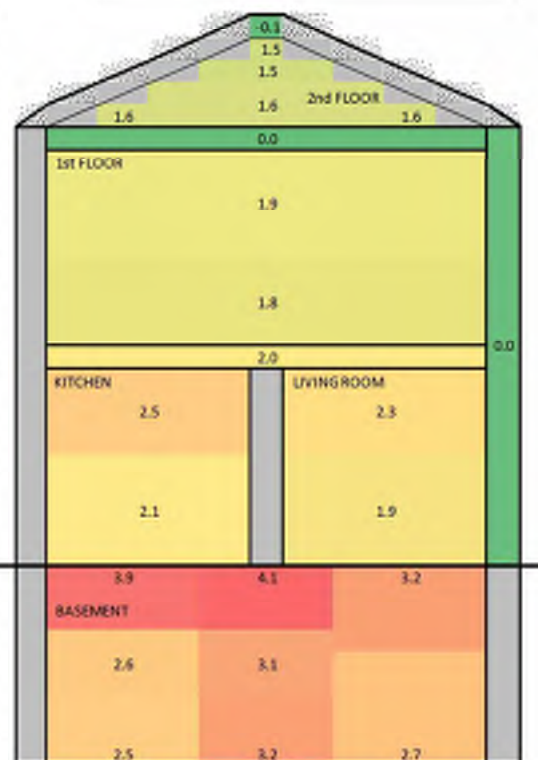 -0.1
1.5
1.5
1.6 2nd FLOOR
1.6 1.6
0.0
1st FLOOR
1.9
1.8
0.0
2.0
KITCHEN LIVING ROOM
2.5 2.3
2.1 1.9
3.9 4.1 3.2
BASEMENT
2.6 3.1
2.5 3.2 2.7